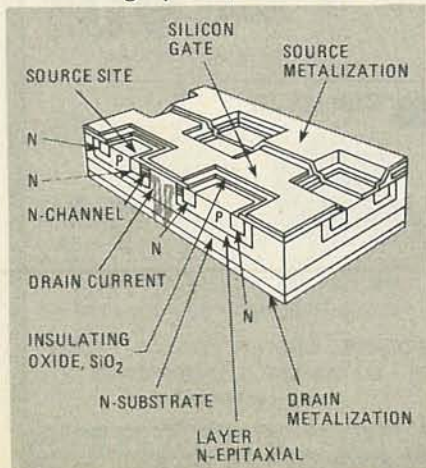 SILICON
GATE
SOURCE
METALIZATION
SOURCE SITE
N
P
N
N-CHANNEL
N
P
DRAIN CURRENT
N
INSULATING
OXIDE, SiO₂
N-SUBSTRATE
DRAIN
METALIZATION
LAYER
N-EPITAXIAL